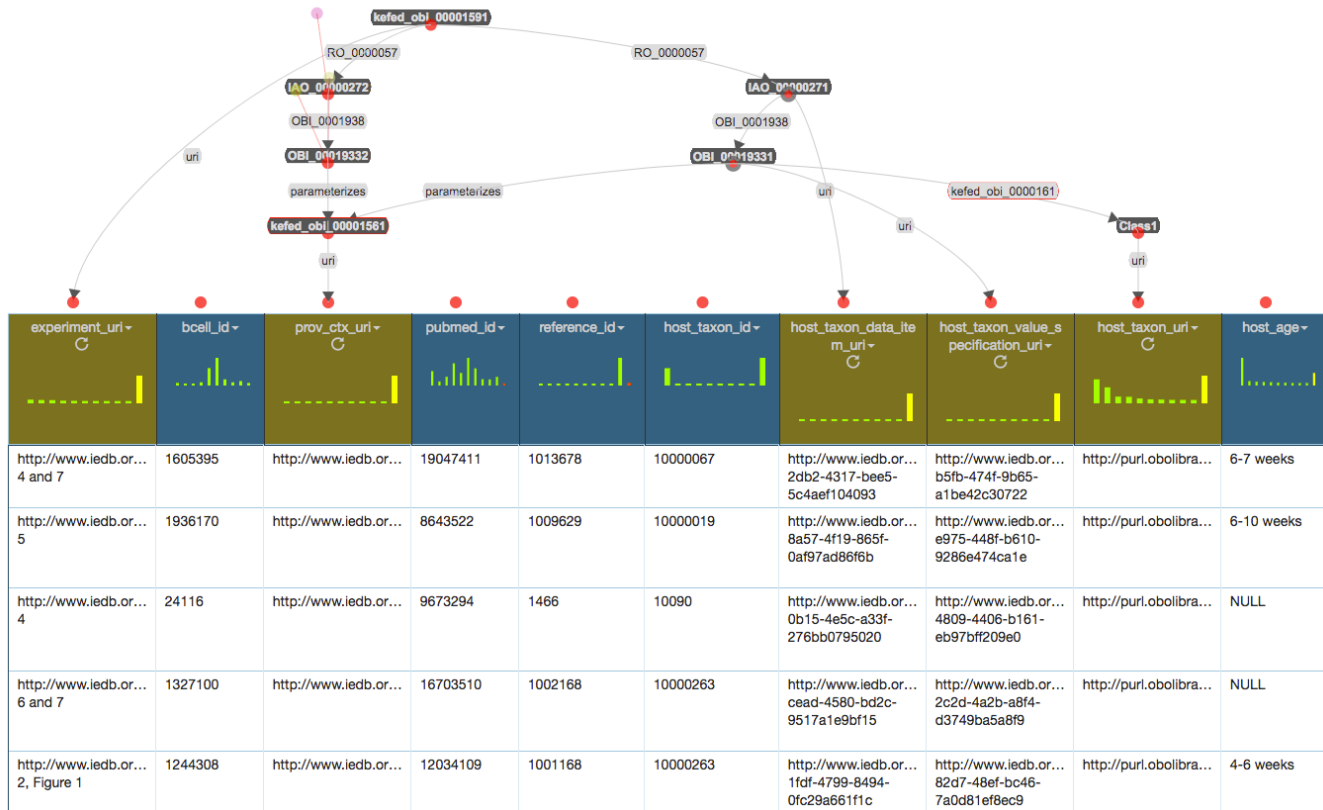 kefed_obi_00001591
RO_0000057
RO_0000057
IAO_00000272
IAO_00000271
OBI_0001938
OBI_0001938
uri
OBI_00019332
OBI_00019331
parameterizes
parameterizes
uri
kefed_obi_0000161
kefed_obi_00001561
uri
Class1
uri
uri
experiment_uri
bcell_id
prov_ctx_uri
pubmed_id
reference_id
host_taxon_id
host_taxon_data_ite
m_uri
host_taxon_value_s
pecification_uri
host_taxon_uri
host_age
http://www.iedb.or...
4 and 7
1605395
http://www.iedb.or...
19047411
1013678
10000067
http://www.iedb.or...
2db2-4317-bee5-
5c4aef104093
http://www.iedb.or...
b5fb-474f-9b65-
a1be42c30722
http://purl.obolibra...
6-7 weeks
http://www.iedb.or...
5
1936170
http://www.iedb.or...
8643522
1009629
10000019
http://www.iedb.or...
8a57-4f19-865f-
0af97ad86f6b
http://www.iedb.or...
e975-448f-b610-
9286e474ca1e
http://purl.obolibra...
6-10 weeks
http://www.iedb.or...
4
24116
http://www.iedb.or...
9673294
1466
10090
http://www.iedb.or...
0b15-4e5c-a33f-
276bb0795020
http://www.iedb.or...
4809-4406-b161-
eb97bff209e0
http://purl.obolibra...
NULL
http://www.iedb.or...
6 and 7
1327100
http://www.iedb.or...
16703510
1002168
10000263
http://www.iedb.or...
cead-4580-bd2c-
9517a1e9bf15
http://www.iedb.or...
2c2d-4a2b-a8f4-
d3749ba5a8f9
http://purl.obolibra...
NULL
http://www.iedb.or...
2, Figure 1
1244308
http://www.iedb.or...
12034109
1001168
10000263
http://www.iedb.or...
1fdf-4799-8494-
0fc29a661f1c
http://www.iedb.or...
82d7-48ef-bc46-
7a0d81ef8ec9
http://purl.obolibra...
4-6 weeks